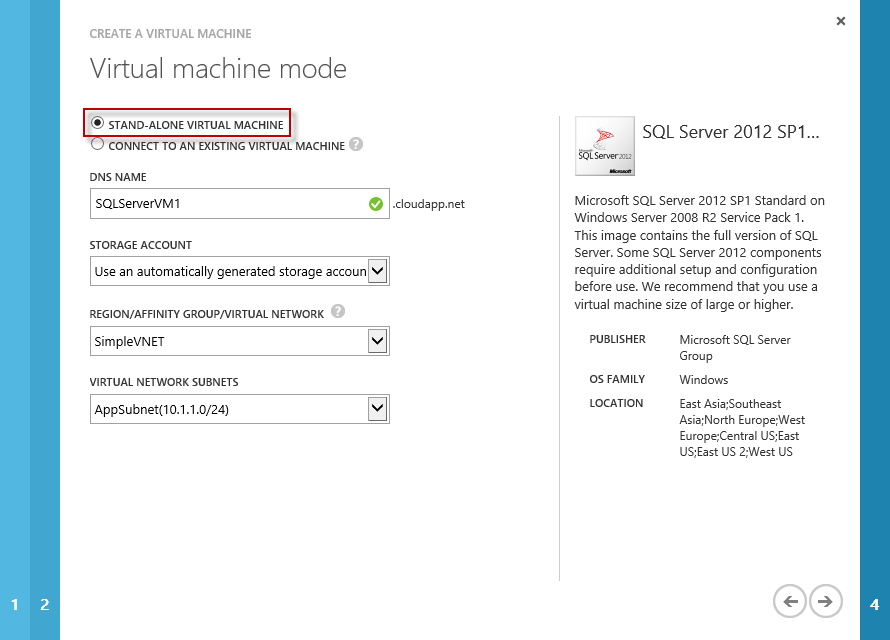 CREATE A VIRTUAL MACHINE
Virtual machine mode
STAND-ALONE VIRTUAL MACHINE
CONNECT TO AN EXISTING VIRTUAL MACHINE ?
DNS NAME
SQLServerVM1 .cloudapp.net
STORAGE ACCOUNT
Use an automatically generated storage accoun
REGION/AFFINITY GROUP/VIRTUAL NETWORK ?
SimpleVNET
VIRTUAL NETWORK SUBNETS
AppSubnet(10.1.1.0/24)
Microsoft
SQL Server 2012
Microsoft
SQL Server 2012 SP1...
Microsoft SQL Server 2012 SP1 Standard on
Windows Server 2008 R2 Service Pack 1.
This image contains the full version of SQL
Server. Some SQL Server 2012 components
require additional setup and configuration
before use. We recommend that you use a
virtual machine size of large or higher.
PUBLISHER Microsoft SQL Server
Group
OS FAMILY Windows
LOCATION East Asia;Southeast
Asia;North Europe;West
Europe;Central US;East
US;East US 2;West US
1 2 4